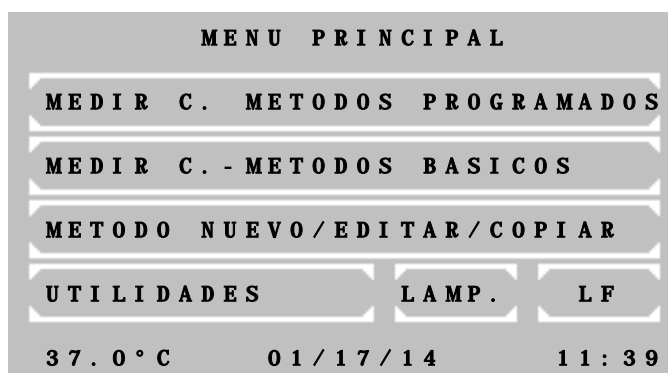 MENU PRINCIPAL
MEDIR C. METODOS PROGRAMADOS
MEDIR C.-METODOS BASICOS
METODO NUEVO/EDITAR/COPIAR
UTILIDADES LAMP. LF
37.0°C 01/17/14 11:39